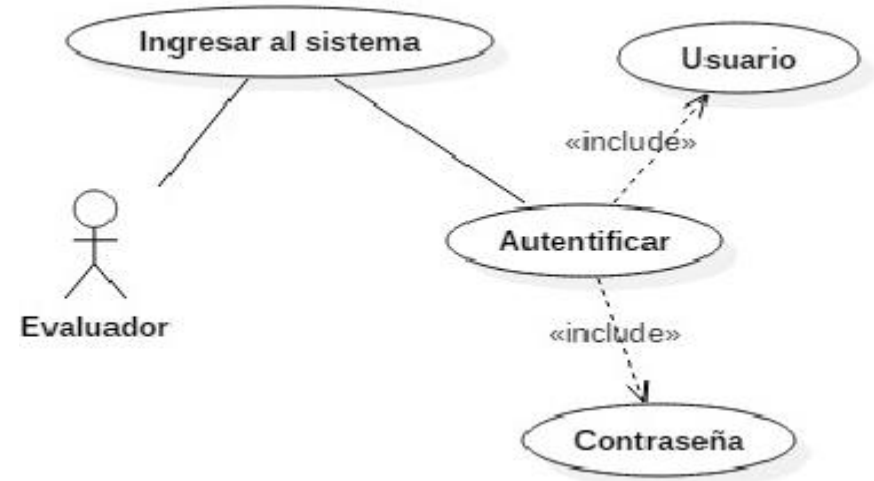 Ingresar al sistema
Usuario
«include»
Autentificar
Evaluador
«include»
Contraseña